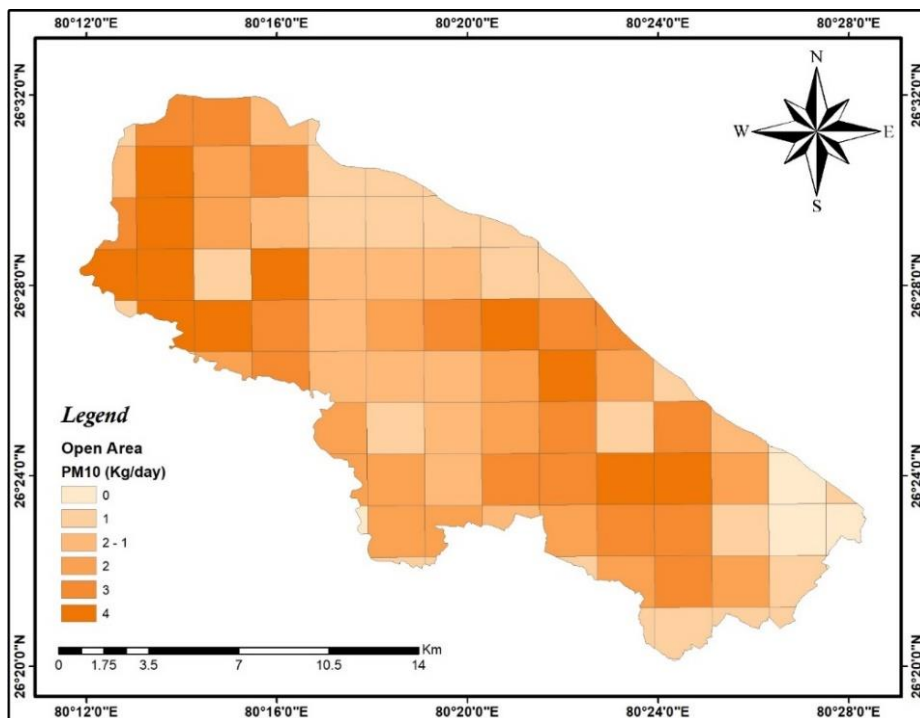 80°12'0"E 80°16'0"E 80°20'0"E 80°24'0"E 80°28'0"E
26°32'0"N 26°32'0"N
N
W E
S
26°28'0"N 26°28'0"N
26°24'0"N 26°24'0"N
Legend
Open Area
PM10 (Kg/day)
0
1
2 - 1
2
3
4
Km
0 1.75 3.5 7 10.5 14
26°20'0"N 26°20'0"N
80°12'0"E 80°16'0"E 80°20'0"E 80°24'0"E 80°28'0"E